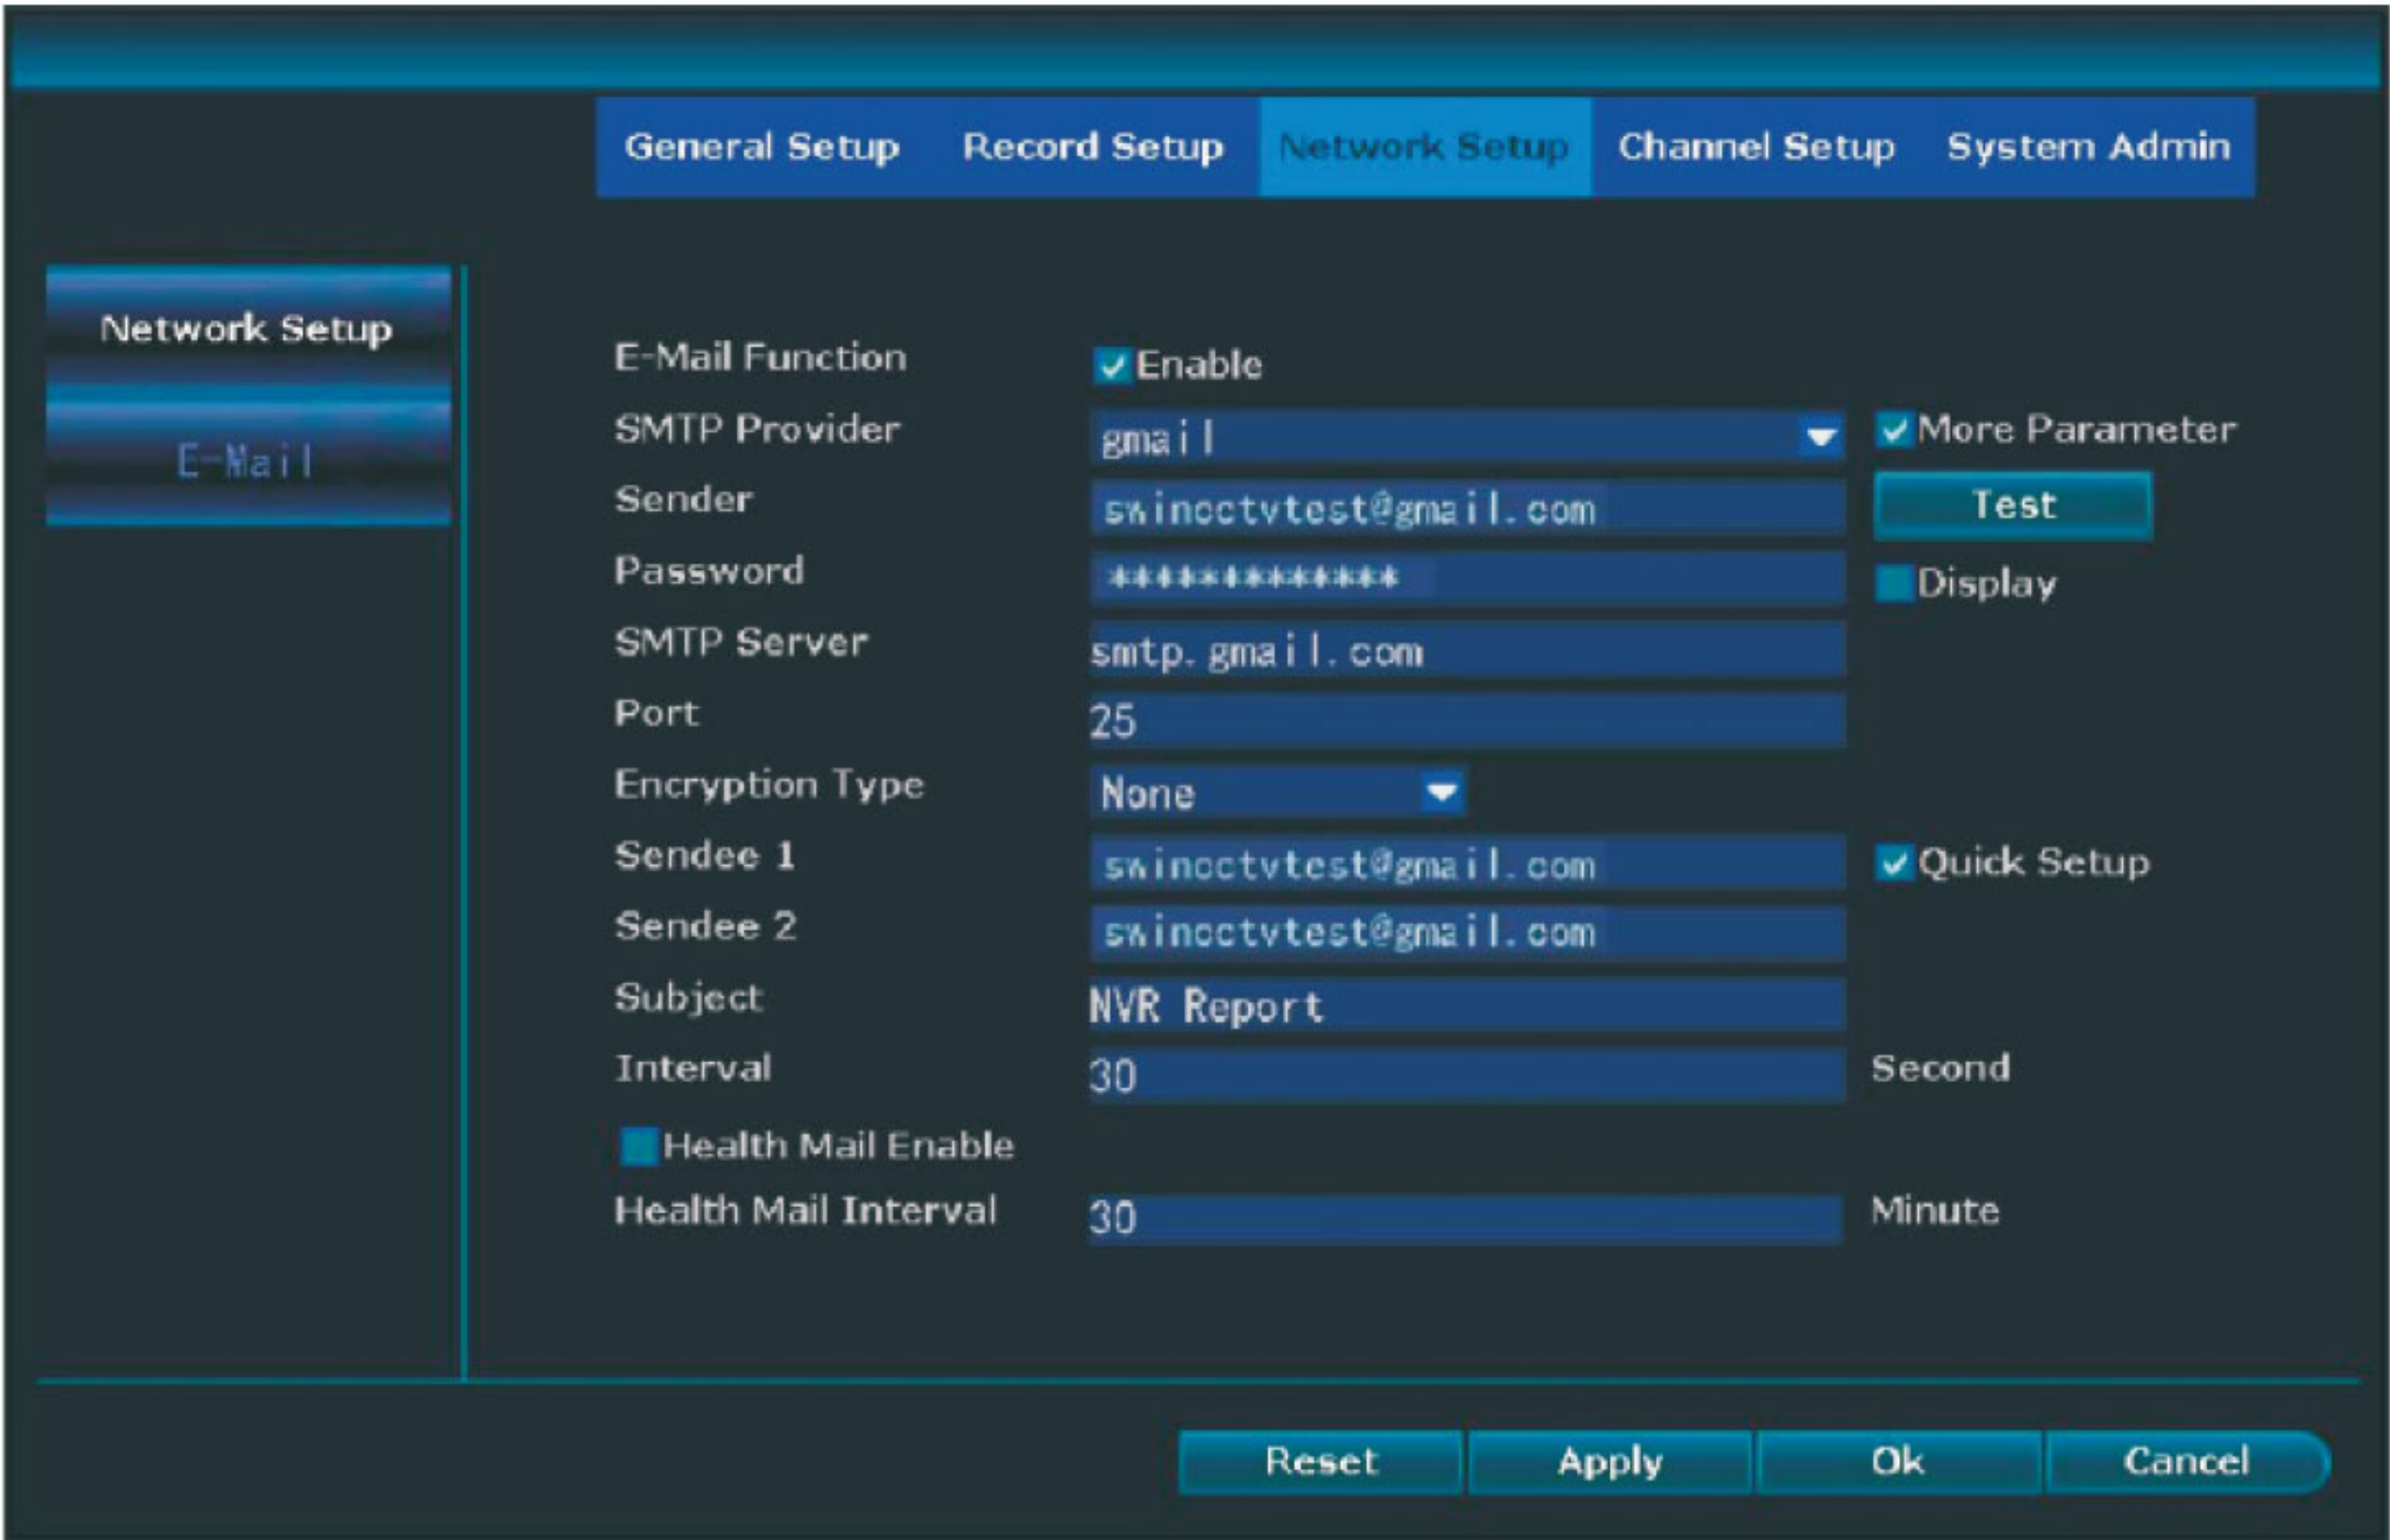 General Setup Record Setup Network Setup Channel Setup System Admin
Network Setup
E-Mail
E-Mail Function Enable
SMTP Provider gmail More Parameter
Sender swincctvtest@gmail.com Test
Password ************* Display
SMTP Server smtp.gmail.com
Port 25
Encryption Type None
Sendee 1 swincctvtest@gmail.com Quick Setup
Sendee 2 swincctvtest@gmail.com
Subject NVR Report
Interval 30 Second
Health Mail Enable
Health Mail Interval 30 Minute
Reset Apply Ok Cancel